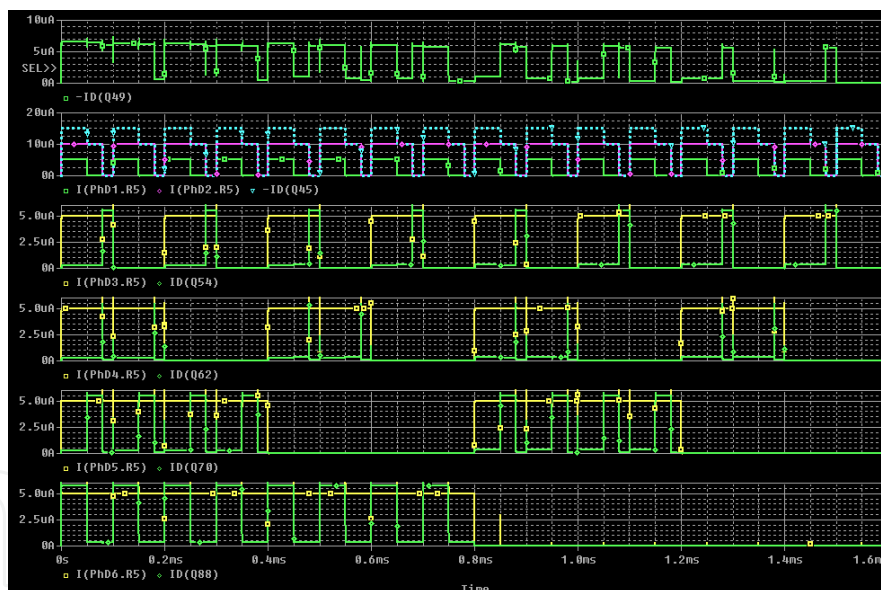 10uA
5uA
SEL>>
0A
-ID(Q49)
20uA
10uA
0A
I(PhD1.R5) I(PhD2.R5) -ID(Q45)
5.0uA
2.5uA
0A
I(PhD3.R5) ID(Q54)
5.0uA
2.5uA
0A
I(PhD4.R5) ID(Q62)
5.0uA
2.5uA
0A
I(PhD5.R5) ID(Q70)
5.0uA
2.5uA
0A
0s 0.2ms 0.4ms 0.6ms 0.8ms 1.0ms 1.2ms 1.4ms 1.6m
I(PhD6.R5) ID(Q88)
Time